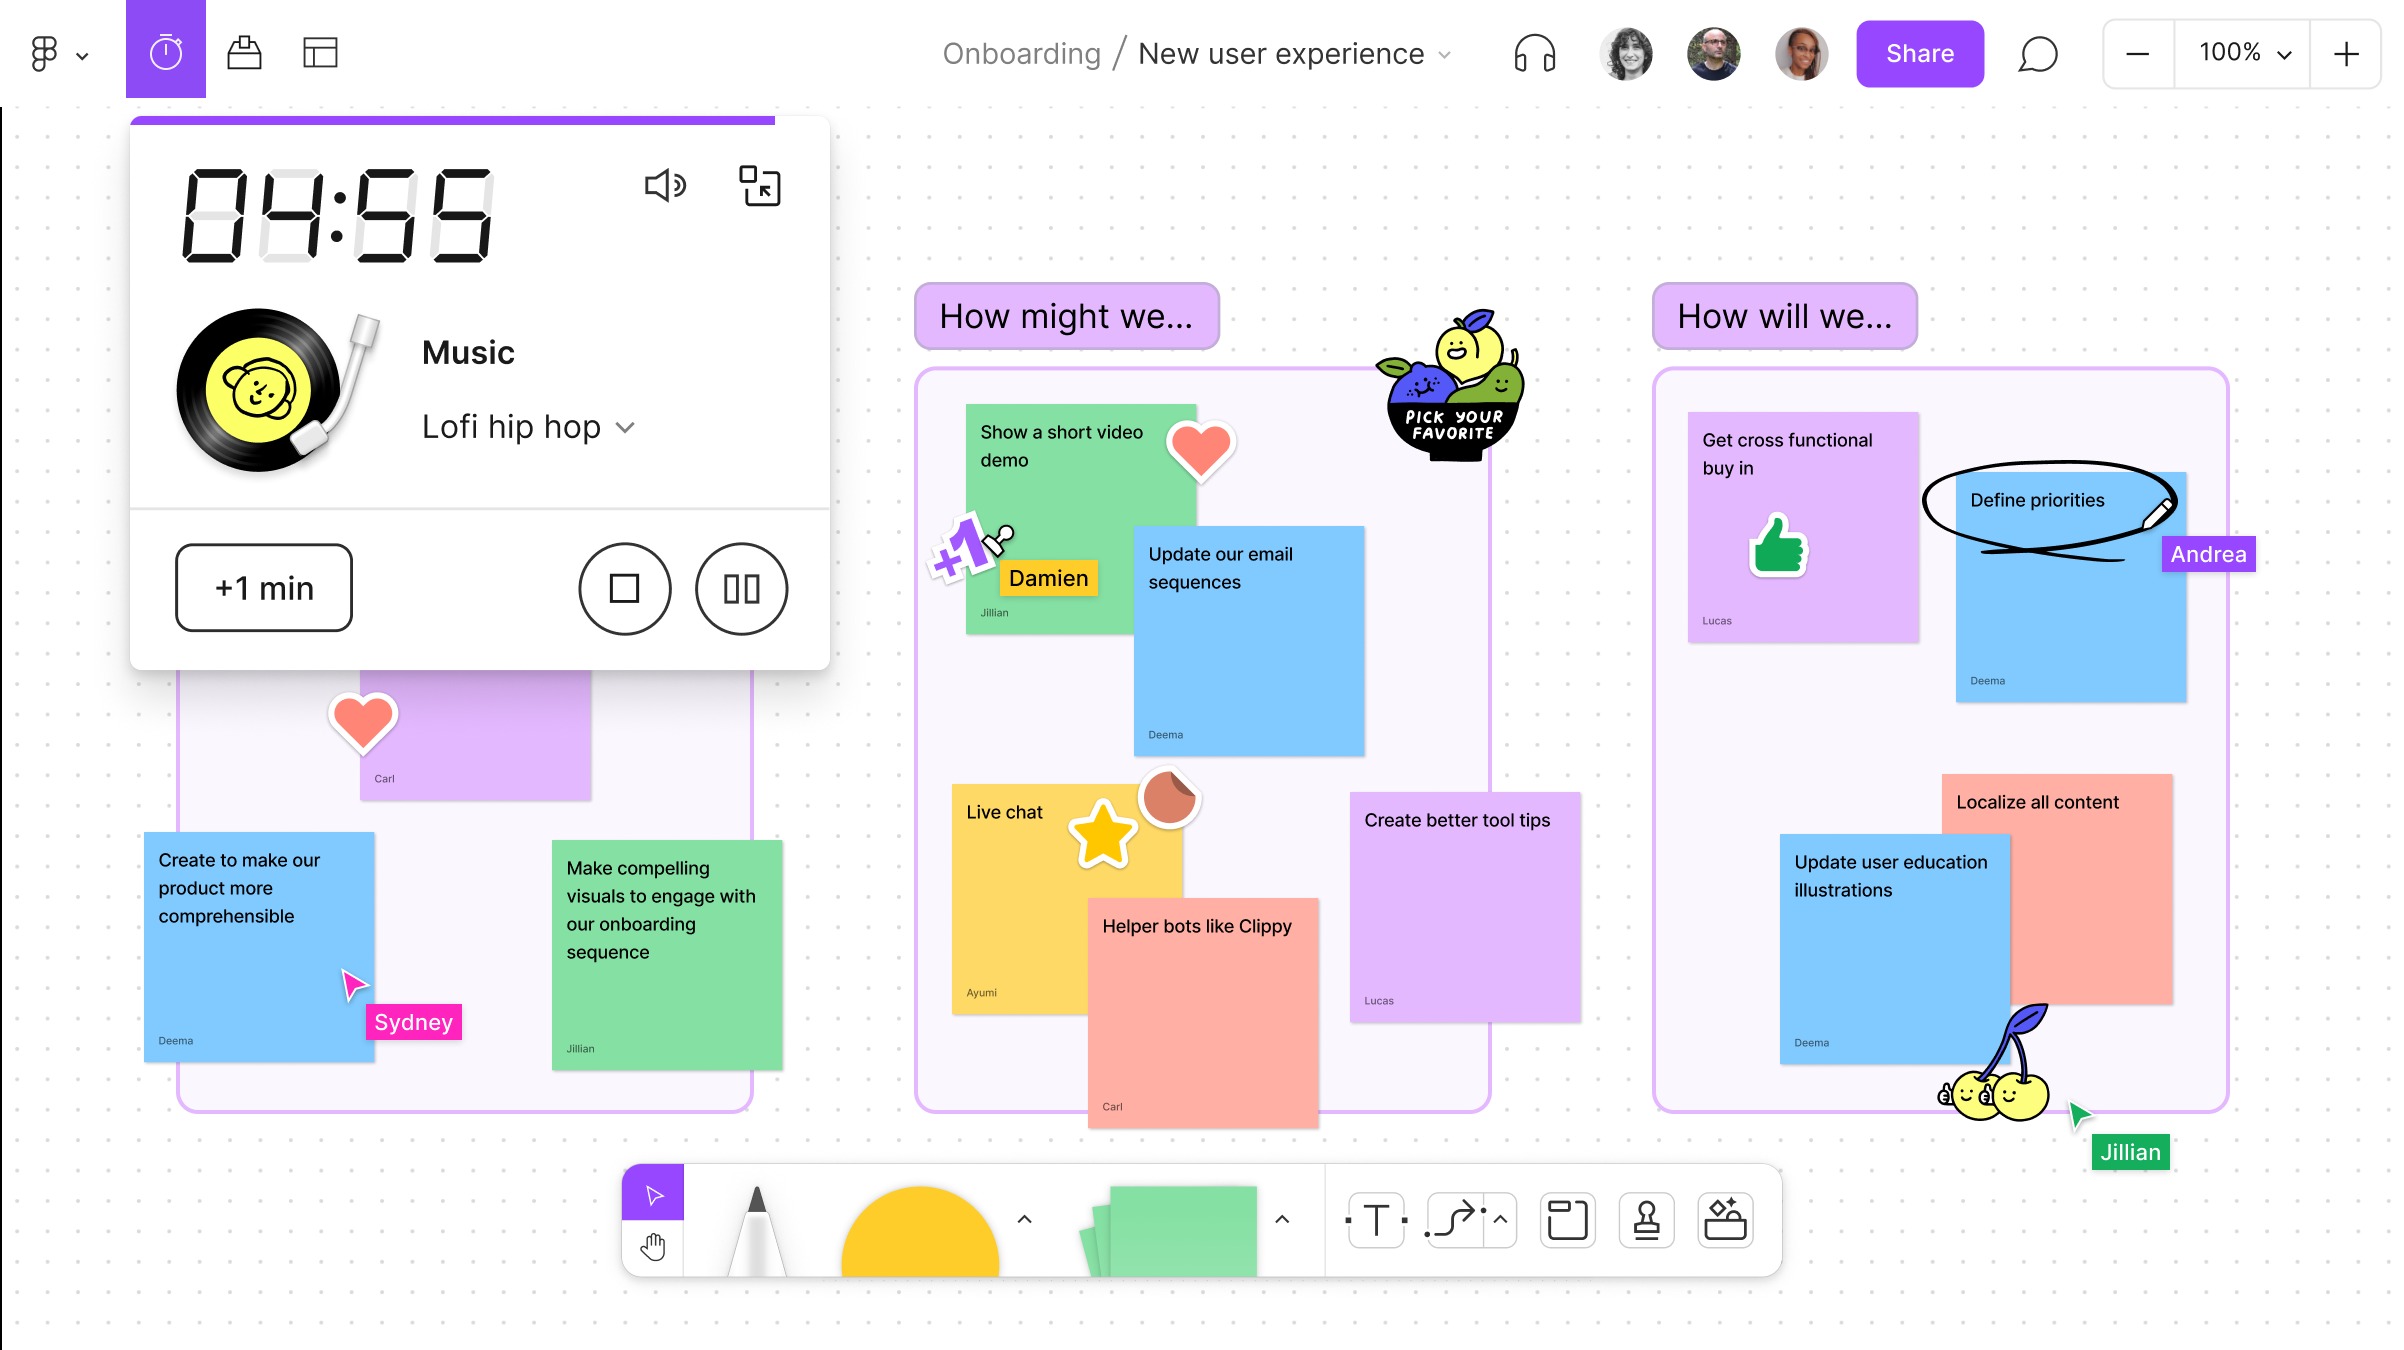 Onboarding / New user experience
Share
100%
04:55
Music
Lofi hip hop
+1 min
Carl
Create to make our
product more
comprehensible
Deema
Sydney
Make compelling
visuals to engage with
our onboarding
sequence
Jillian
How might we...
PICK YOUR
FAVORITE
Show a short video
demo
+1
Damien
Jillian
Update our email
sequences
Deema
Live chat
Ayumi
Helper bots like Clippy
Carl
Create better tool tips
Lucas
How will we...
Get cross functional
buy in
Lucas
Define priorities
Andrea
Deema
Localize all content
Update user education
illustrations
Deema
Jillian
T